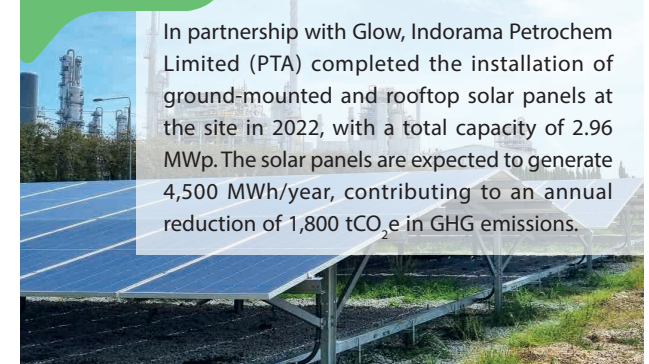 In partnership with Glow, Indorama Petrochem
Limited (PTA) completed the installation of
ground-mounted and rooftop solar panels at
the site in 2022, with a total capacity of 2.96
MWp. The solar panels are expected to generate
4,500 MWh/year, contributing to an annual
reduction of 1,800 tCO₂e in GHG emissions.